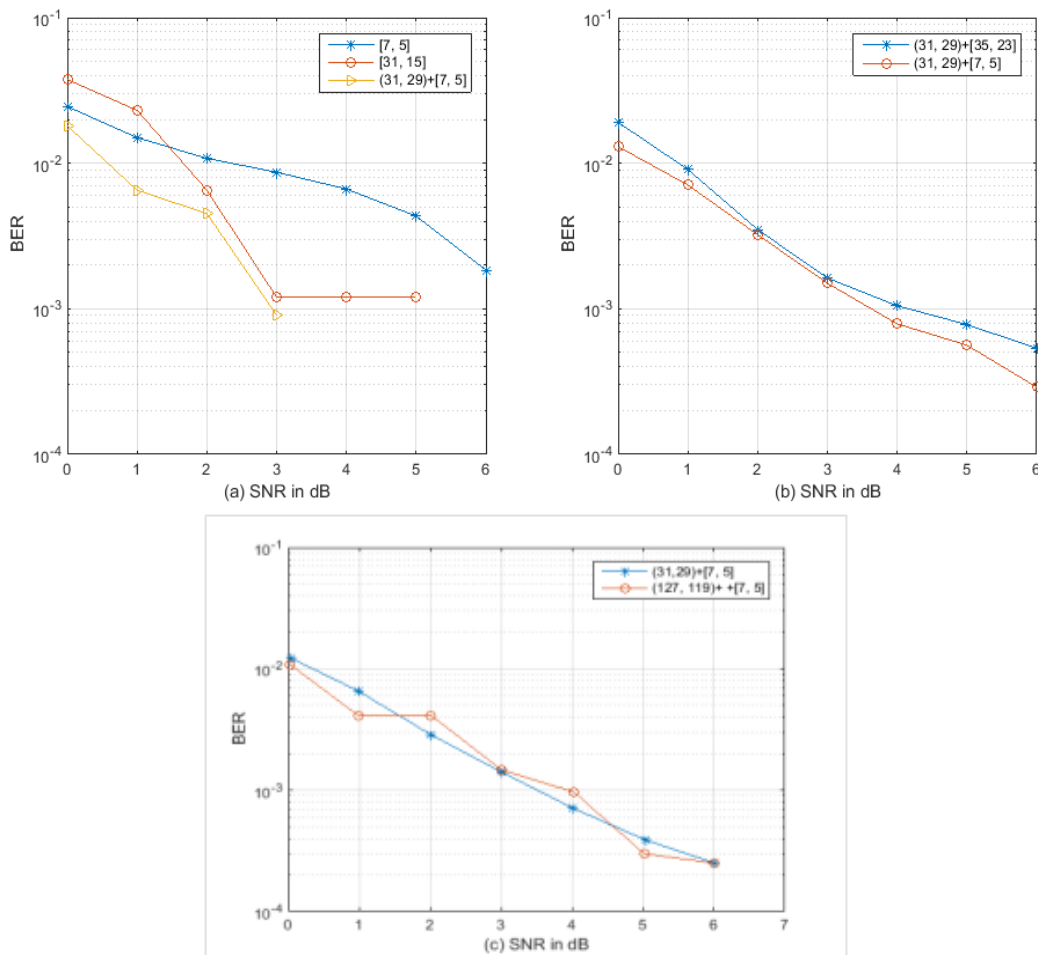 10^-1
10^-2
10^-3
10^-4
BER
[7, 5]
[31, 15]
(31, 29)+[7, 5]
0 1 2 3 4 5 6
(a) SNR in dB
10^-1
10^-2
10^-3
10^-4
BER
(31, 29)+[35, 23]
(31, 29)+[7, 5]
0 1 2 3 4 5 6
(b) SNR in dB
10^-1
10^-2
10^-3
10^-4
BER
(31,29)+[7, 5]
(127, 119)+ +[7, 5]
0 1 2 3 4 5 6 7
(c) SNR in dB